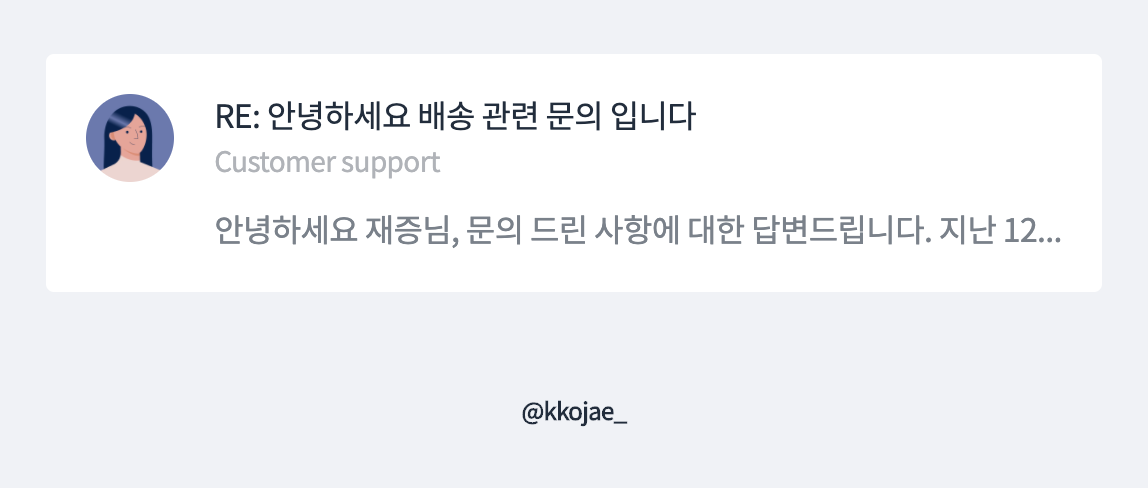 RE: 안녕하세요 배송 관련 문의 입니다
Customer support
안녕하세요 재증님, 문의 드린 사항에 대한 답변드립니다. 지난 12...
@kkojae_